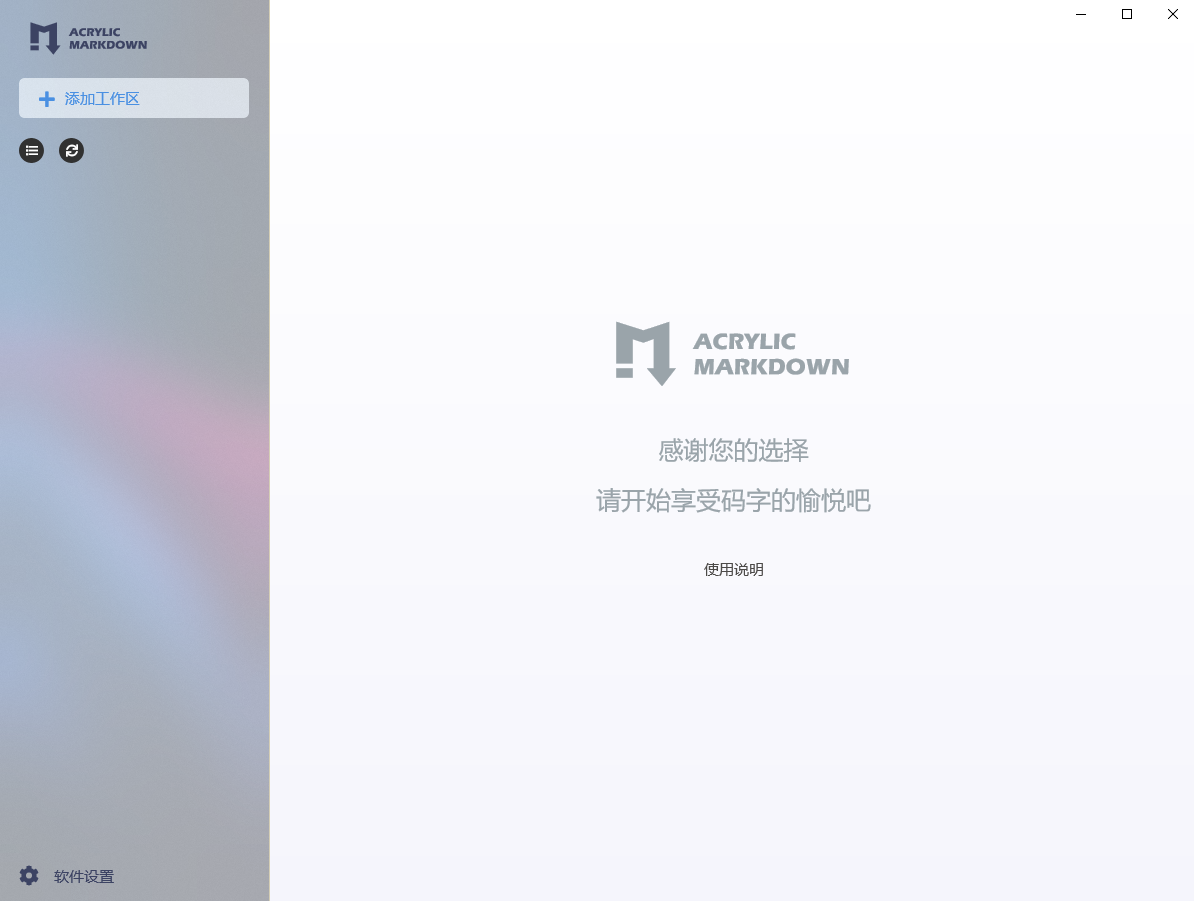 ACRYLIC
MARKDOWN
添加工作区
ACRYLIC
MARKDOWN
感谢您的选择
请开始享受码字的愉悦吧
使用说明
软件设置